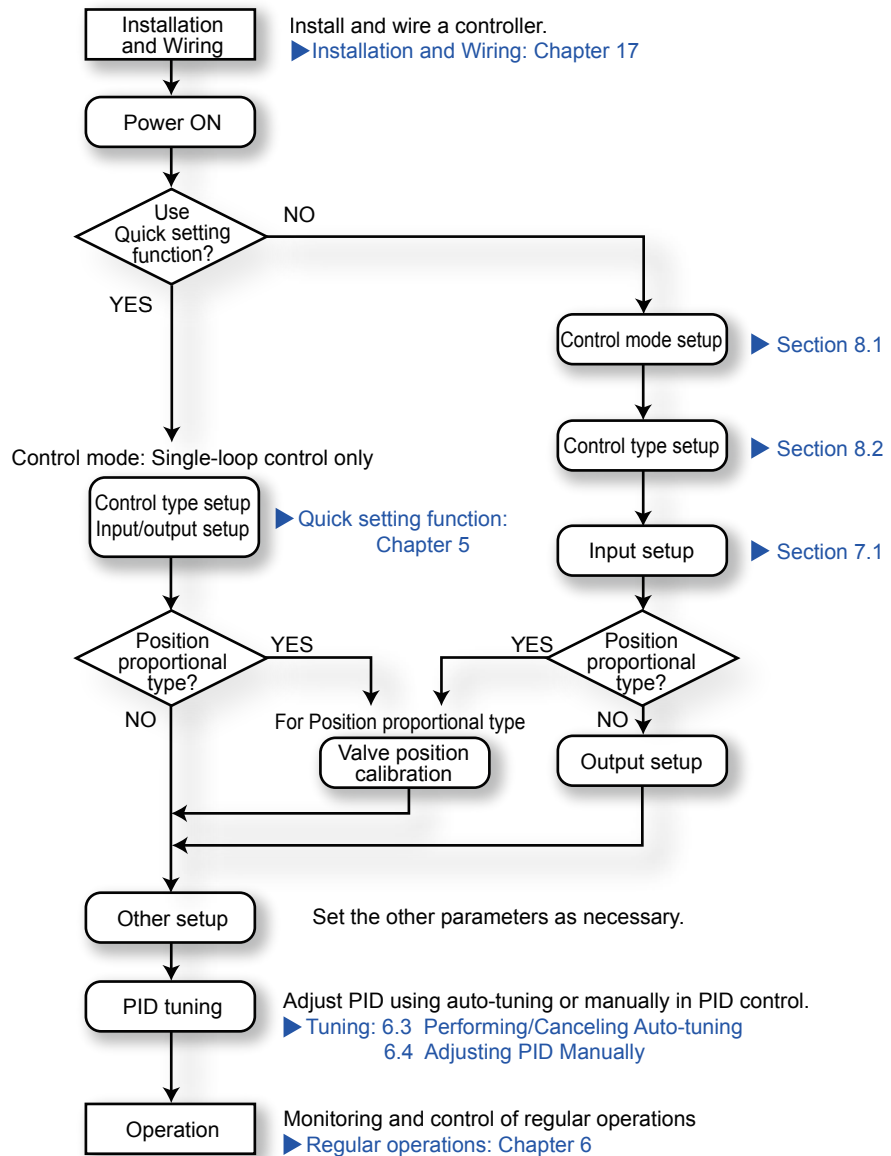 Installation
and Wiring
Install and wire a controller.
▶Installation and Wiring: Chapter 17
Power ON
Use
Quick setting
function?
NO
YES
Control mode setup
▶ Section 8.1
Control type setup
▶ Section 8.2
Control mode: Single-loop control only
Control type setup
Input/output setup
▶ Quick setting function:
Chapter 5
Input setup
▶ Section 7.1
Position
proportional
type?
YES
NO
YES
Position
proportional
type?
NO
For Position proportional type
Valve position
calibration
Output setup
Other setup
Set the other parameters as necessary.
PID tuning
Adjust PID using auto-tuning or manually in PID control.
▶ Tuning: 6.3 Performing/Canceling Auto-tuning
6.4 Adjusting PID Manually
Operation
Monitoring and control of regular operations
▶ Regular operations: Chapter 6